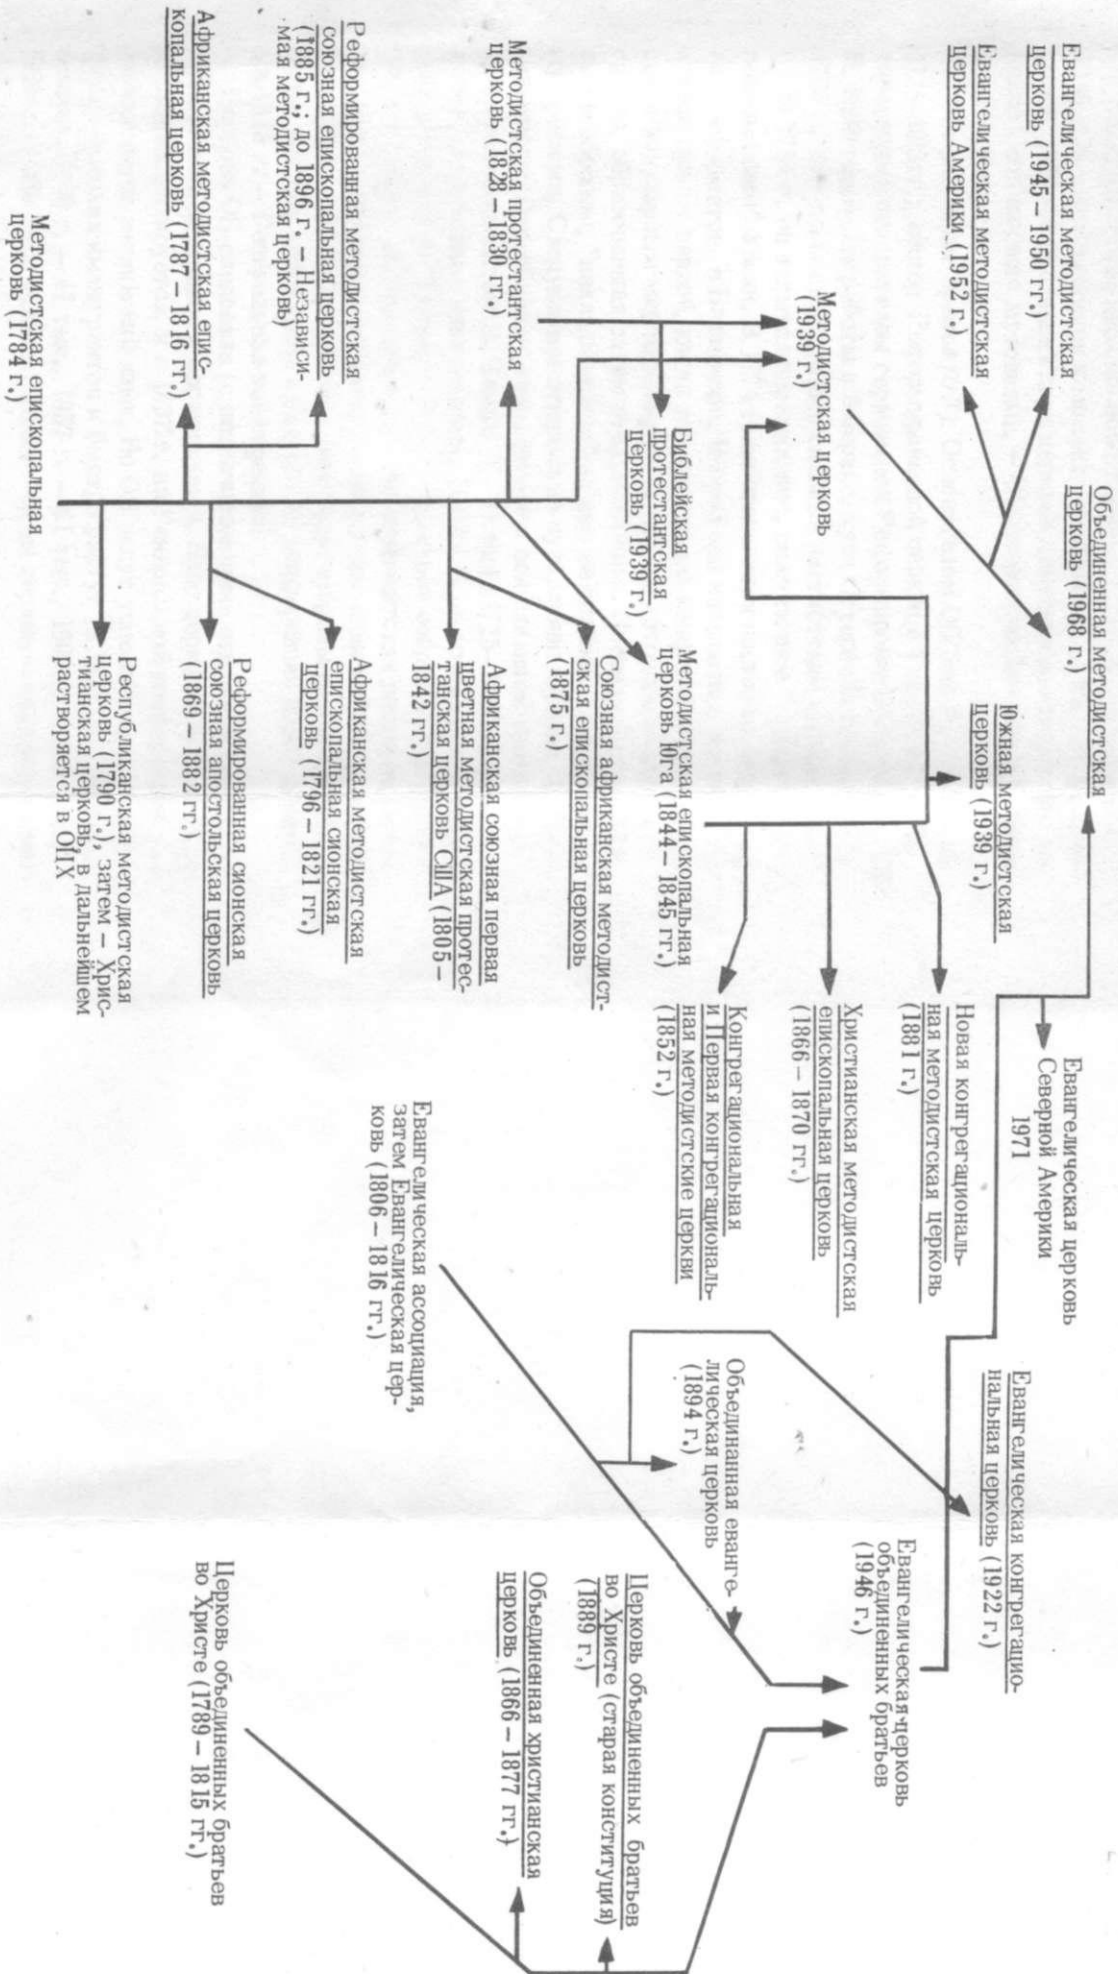 Евангелическая методистская
церковь (1945 – 1950 гг.)
Евангелическая методистская
церковь Америки (1952 г.)
Объединенная методистская
церковь (1968 г.)
Методистская церковь
(1939 г.)
Южная методистская
церковь (1939 г.)
Библейская
протестантская
церковь (1939 г.)
Методистская протестантская
церковь (1828 – 1830 гг.)
Реформированная методистская
союзная епископальная церковь
(1885 г.; до 1896 г. – Независи-
мая методистская церковь)
Африканская методистская епис-
копальная церковь (1787 – 1816 гг.)
Методистская епископальная
церковь (1784 г.)
Методистская епископальная
церковь Юга (1844 – 1845 гг.)
Союзная африканская методист-
ская епископальная церковь
(1875 г.)
Африканская союзная первая
цветная методистская протес-
танская церковь США (1805 –
1842 гг.)
Африканская методистская
епископальная сионская
церковь (1796 – 1821 гг.)
Реформированная сионская
союзная апостольская церковь
(1869 – 1882 гг.)
Республиканская методистская
церковь (1790 г.), затем – Хрис-
тианская церковь, в дальнейшем
растворяется в ОЦХ
Евангелическая церковь
Северной Америки
1971
Новая конгрегациональ-
ная методистская церковь
(1881 г.)
Христианская методистская
епископальная церковь
(1866 – 1870 гг.)
Конгрегациональная
и Первая конгрегациональ-
ная методистские церкви
(1852 г.)
Евангелическая ассоциация,
затем Евангелическая цер-
ковь (1806 – 1816 гг.)
Евангелическая конгрегацио-
нальная церковь (1922 г.)
Объединанная еванге-
лическая церковь
(1894 г.)
Евангелическая церковь
объединенных братьев
(1946 г.)
Церковь объединенных братьев
во Христе (старая конституция)
(1889 г.)
Объединенная христианская
церковь (1866 – 1877 гг.)
Церковь объединенных братьев
во Христе (1789 – 1815 гг.)